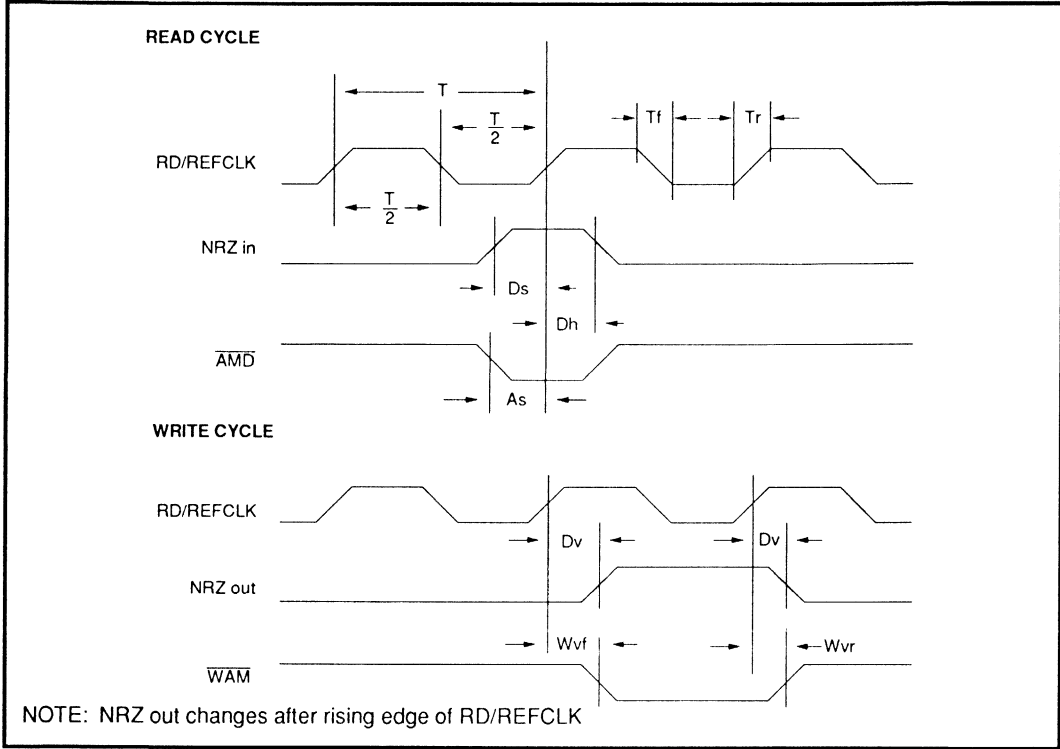 READ CYCLE
T
T/2
Tf
Tr
RD/REFCLK
T/2
NRZ in
Ds
Dh
AMD
As
WRITE CYCLE
RD/REFCLK
Dv
Dv
NRZ out
Wvf
Wvr
WAM
NOTE: NRZ out changes after rising edge of RD/REFCLK